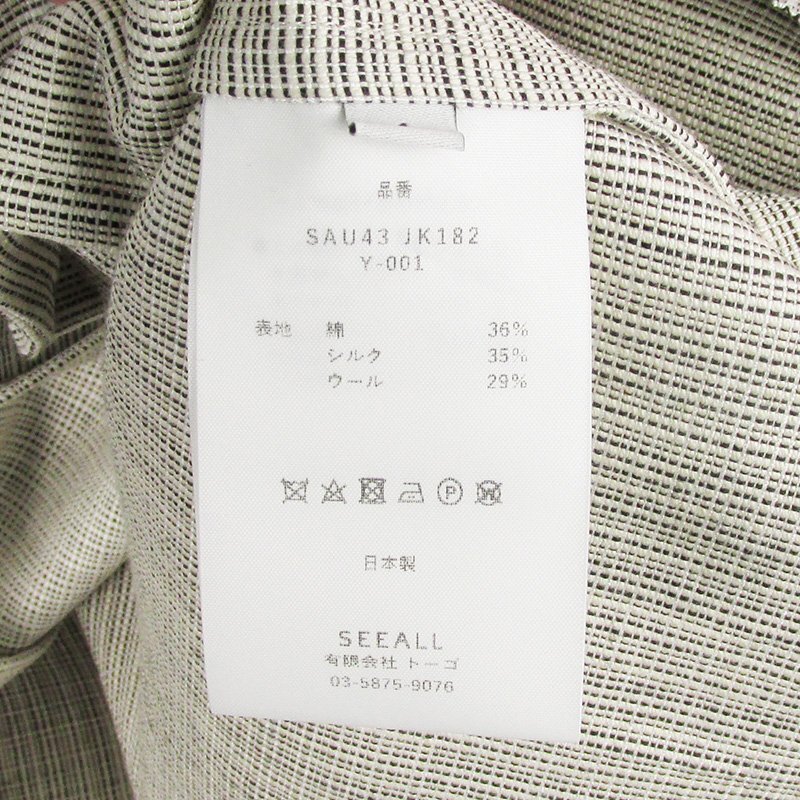 品番
SAU43 JK182
Y-001
表地 綿 36%
シルク 35%
ウール 29%
日本製
SEEALL
有限会社 トーゴ
03-5875-9076